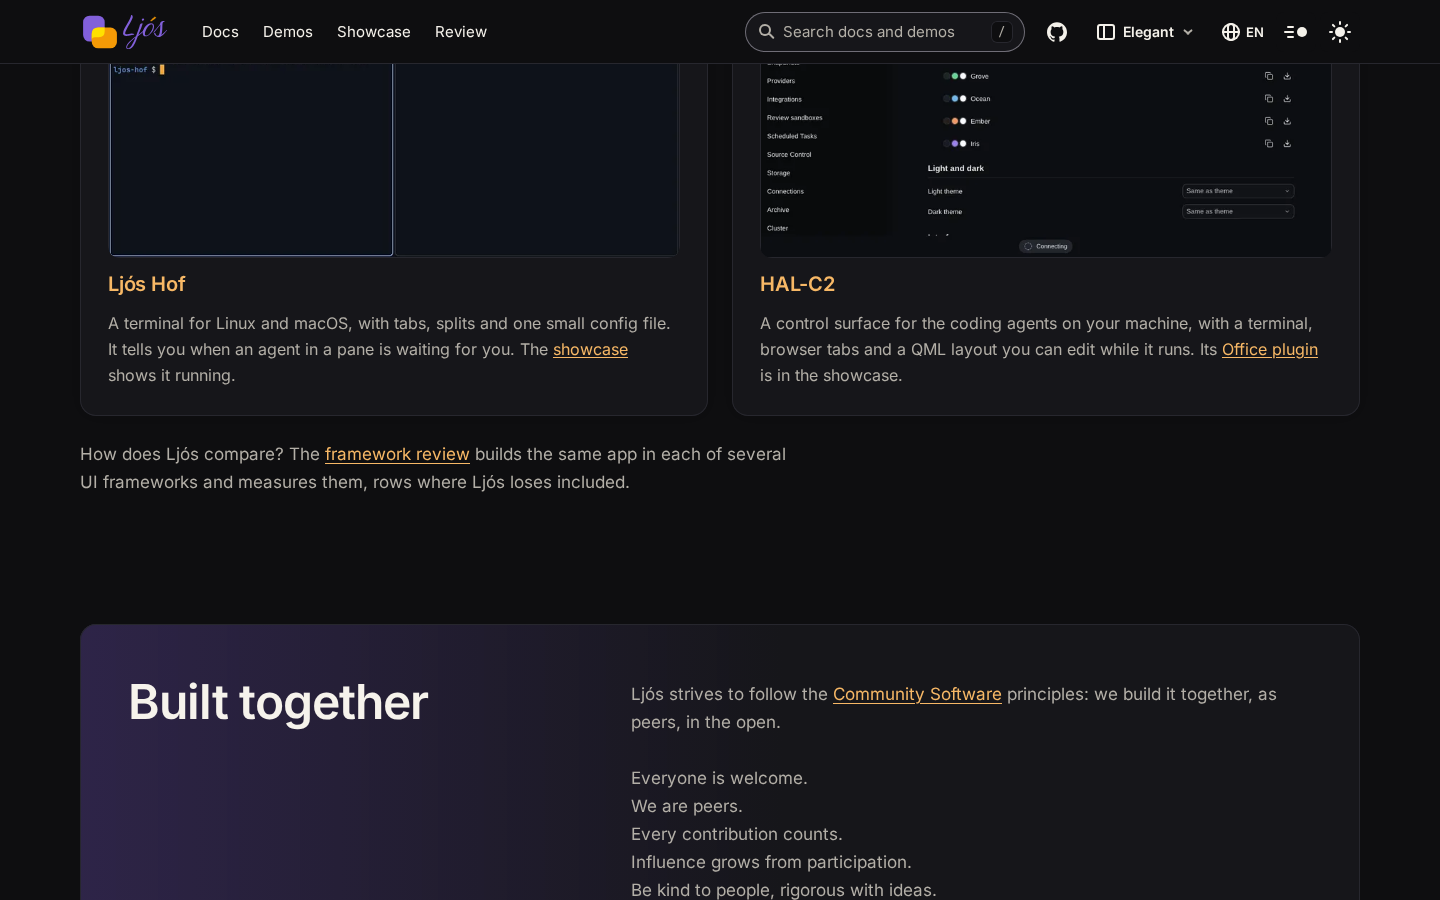 Ljós
Docs
Demos
Showcase
Review
Search docs and demos
/
Elegant
EN
ljos-hof $
Providers
Integrations
Review sandboxes
Scheduled Tasks
Source Control
Storage
Connections
Archive
Cluster
Grove
Ocean
Ember
Iris
Light and dark
Light theme
Same as theme
Dark theme
Same as theme
Connecting
Ljós Hof
A terminal for Linux and macOS, with tabs, splits and one small config file.
It tells you when an agent in a pane is waiting for you. The showcase
shows it running.
HAL-C2
A control surface for the coding agents on your machine, with a terminal,
browser tabs and a QML layout you can edit while it runs. Its Office plugin
is in the showcase.
How does Ljós compare? The framework review builds the same app in each of several
UI frameworks and measures them, rows where Ljós loses included.
Built together
Ljós strives to follow the Community Software principles: we build it together, as
peers, in the open.
Everyone is welcome.
We are peers.
Every contribution counts.
Influence grows from participation.
Be kind to people, rigorous with ideas.